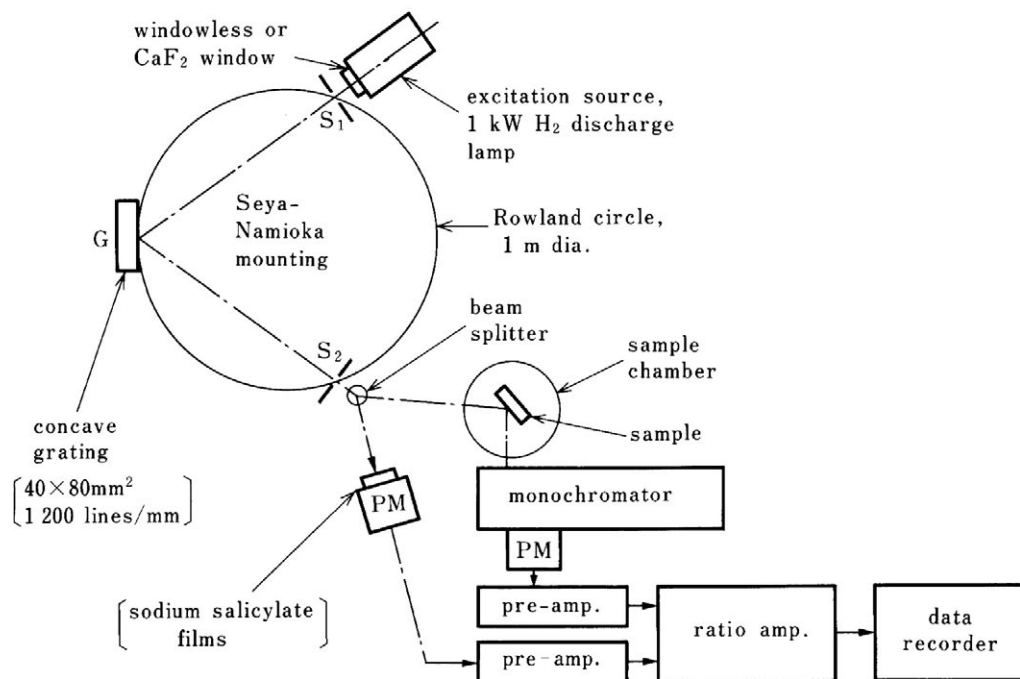 windowless or
CaF₂ window
S₁
excitation source,
1 kW H₂ discharge
lamp
G
Seya-
Namioka
mounting
Rowland circle,
1 m dia.
S₂
beam
splitter
sample
chamber
sample
concave
grating
40×80mm²
1 200 lines/mm
PM
monochromator
PM
sodium salicylate
films
pre-amp.
pre-amp.
ratio amp.
data
recorder